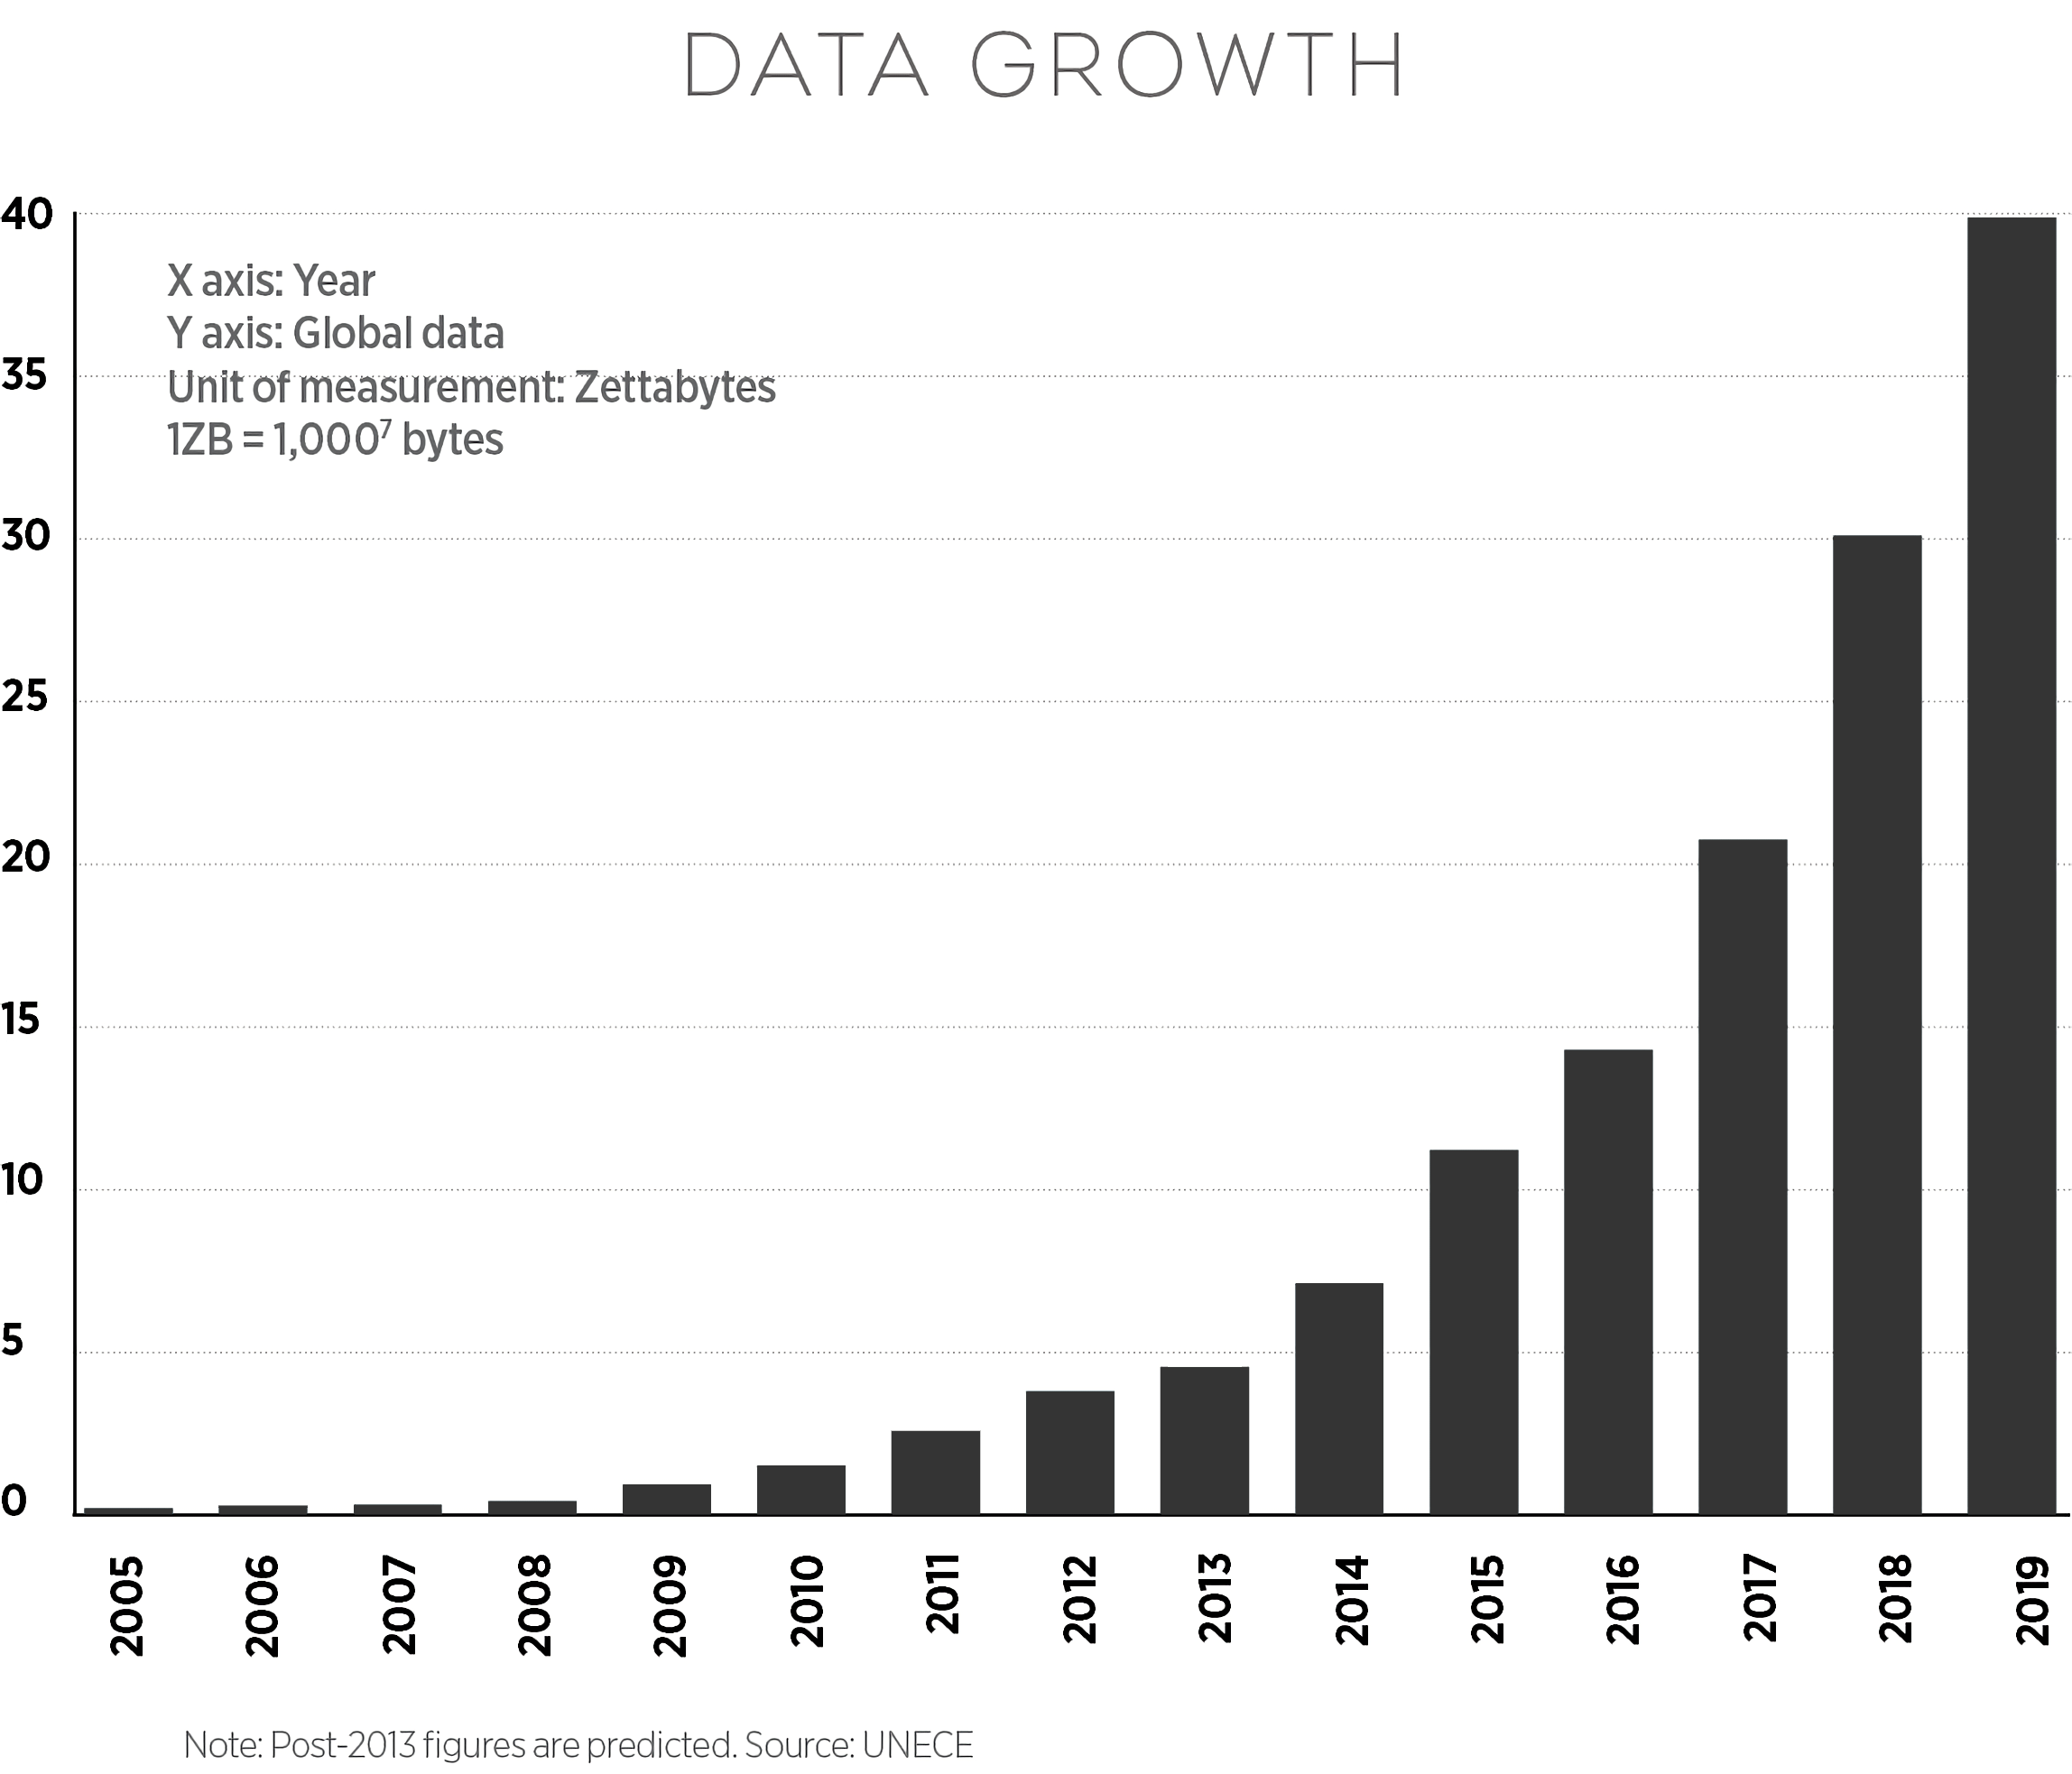 DATA GROWTH
40
X axis: Year
Y axis: Global data
35
Unit of measurement: Zettabytes
1ZB = 1,000⁷ bytes
30
25
20
15
10
5
0
2005 2006 2007 2008 2009 2010 2011 2012 2013 2014 2015 2016 2017 2018 2019
Note: Post-2013 figures are predicted. Source: UNECE